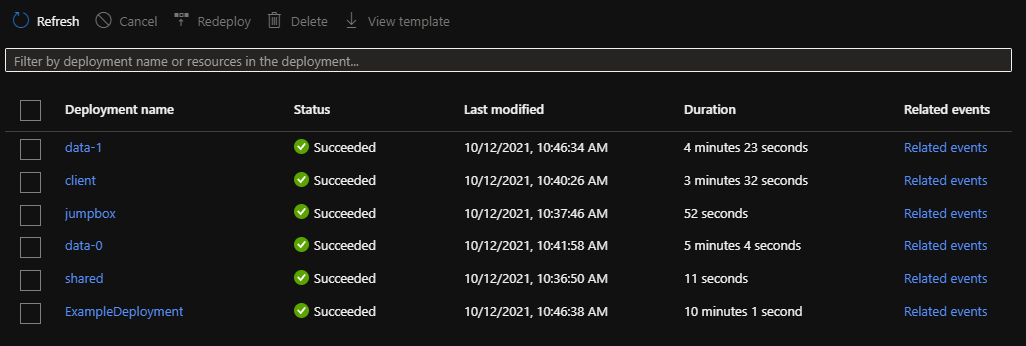 Refresh Cancel Redeploy Delete View template
Filter by deployment name or resources in the deployment...
Deployment name Status Last modified Duration Related events
data-1 Succeeded 10/12/2021, 10:46:34 AM 4 minutes 23 seconds Related events
client Succeeded 10/12/2021, 10:40:26 AM 3 minutes 32 seconds Related events
jumpbox Succeeded 10/12/2021, 10:37:46 AM 52 seconds Related events
data-0 Succeeded 10/12/2021, 10:41:58 AM 5 minutes 4 seconds Related events
shared Succeeded 10/12/2021, 10:36:50 AM 11 seconds Related events
ExampleDeployment Succeeded 10/12/2021, 10:46:38 AM 10 minutes 1 second Related events